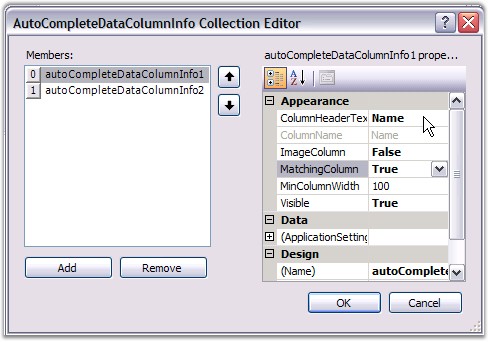 AutoCompleteDataColumnInfo Collection Editor
Members:
0 autoCompleteDataColumnInfo1
1 autoCompleteDataColumnInfo2
Add Remove
autoCompleteDataColumnInfo1 prope...
Appearance
ColumnHeaderTex Name
ColumnName Name
ImageColumn False
MatchingColumn True
MinColumnWidth 100
Visible True
Data
(ApplicationSetting
Design
(Name) autoComplete
OK Cancel